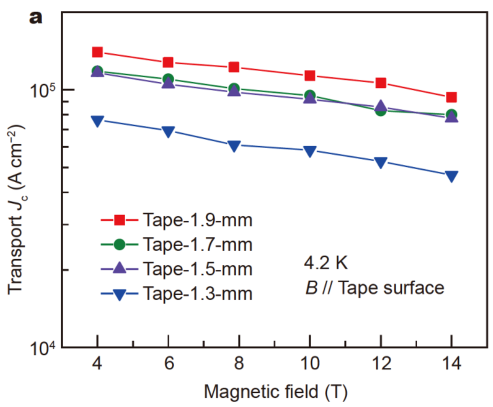 a
10⁵
10⁴
Transport J꜀ (A cm⁻²)
Tape-1.9-mm
Tape-1.7-mm
Tape-1.5-mm
Tape-1.3-mm
4.2 K
B // Tape surface
4 6 8 10 12 14
Magnetic field (T)